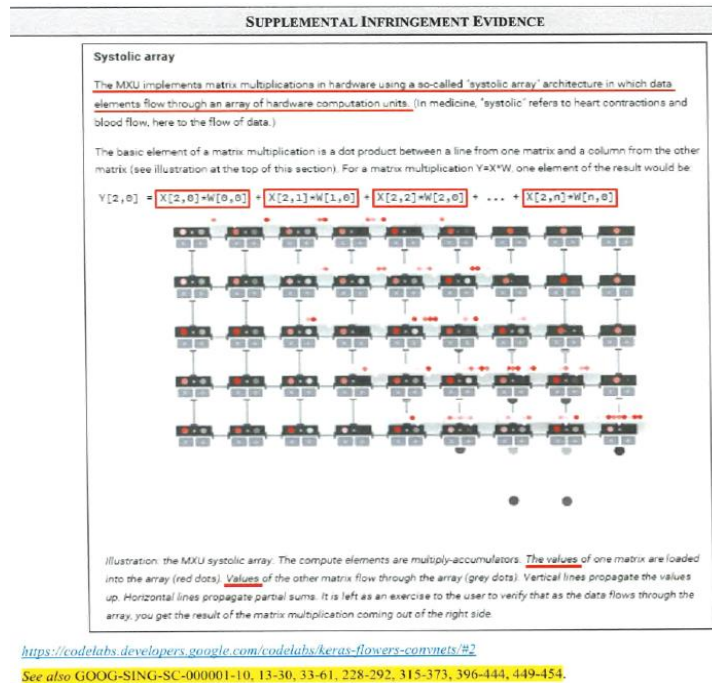 SUPPLEMENTAL INFRINGEMENT EVIDENCE
Systolic array
The MXU implements matrix multiplications in hardware using a so-called "systolic array" architecture in which data
elements flow through an array of hardware computation units. (In medicine, "systolic" refers to heart contractions and
blood flow, here to the flow of data.)
The basic element of a matrix multiplication is a dot product between a line from one matrix and a column from the other
matrix (see illustration at the top of this section). For a matrix multiplication Y=X*W, one element of the result would be:
Y[2,0] = X[2,0]*W[0,0] + X[2,1]*W[1,0] + X[2,2]*W[2,0] + ... + X[2,n]*W[n,0]
Illustration: the MXU systolic array. The compute elements are multiply-accumulators. The values of one matrix are loaded
into the array (red dots). Values of the other matrix flow through the array (grey dots). Vertical lines propagate the values
up. Horizontal lines propagate partial sums. It is left as an exercise to the user to verify that as the data flows through the
array, you get the result of the matrix multiplication coming out of the right side.
https://codelabs.developers.google.com/codelabs/keras-flowers-convnets/#2
See also GOOG-SING-SC-000001-10, 13-30, 33-61, 228-292, 315-373, 396-444, 449-454.